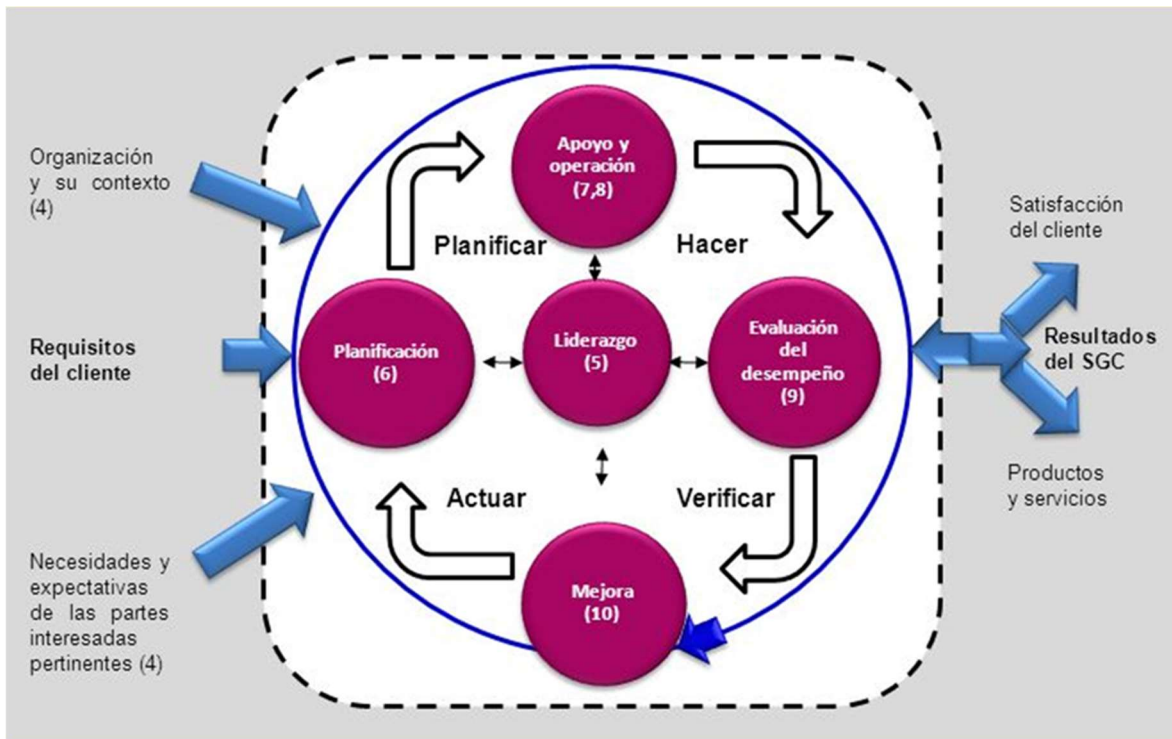 Organización
y su contexto
(4)
Requisitos
del cliente
Necesidades y
expectativas
de las partes
interesadas
pertinentes (4)
Apoyo y
operación
(7,8)
Planificar
Hacer
Planificación
(6)
Liderazgo
(5)
Evaluación
del
desempeño
(9)
Actuar
Verificar
Mejora
(10)
Satisfacción
del cliente
Resultados
del SGC
Productos
y servicios